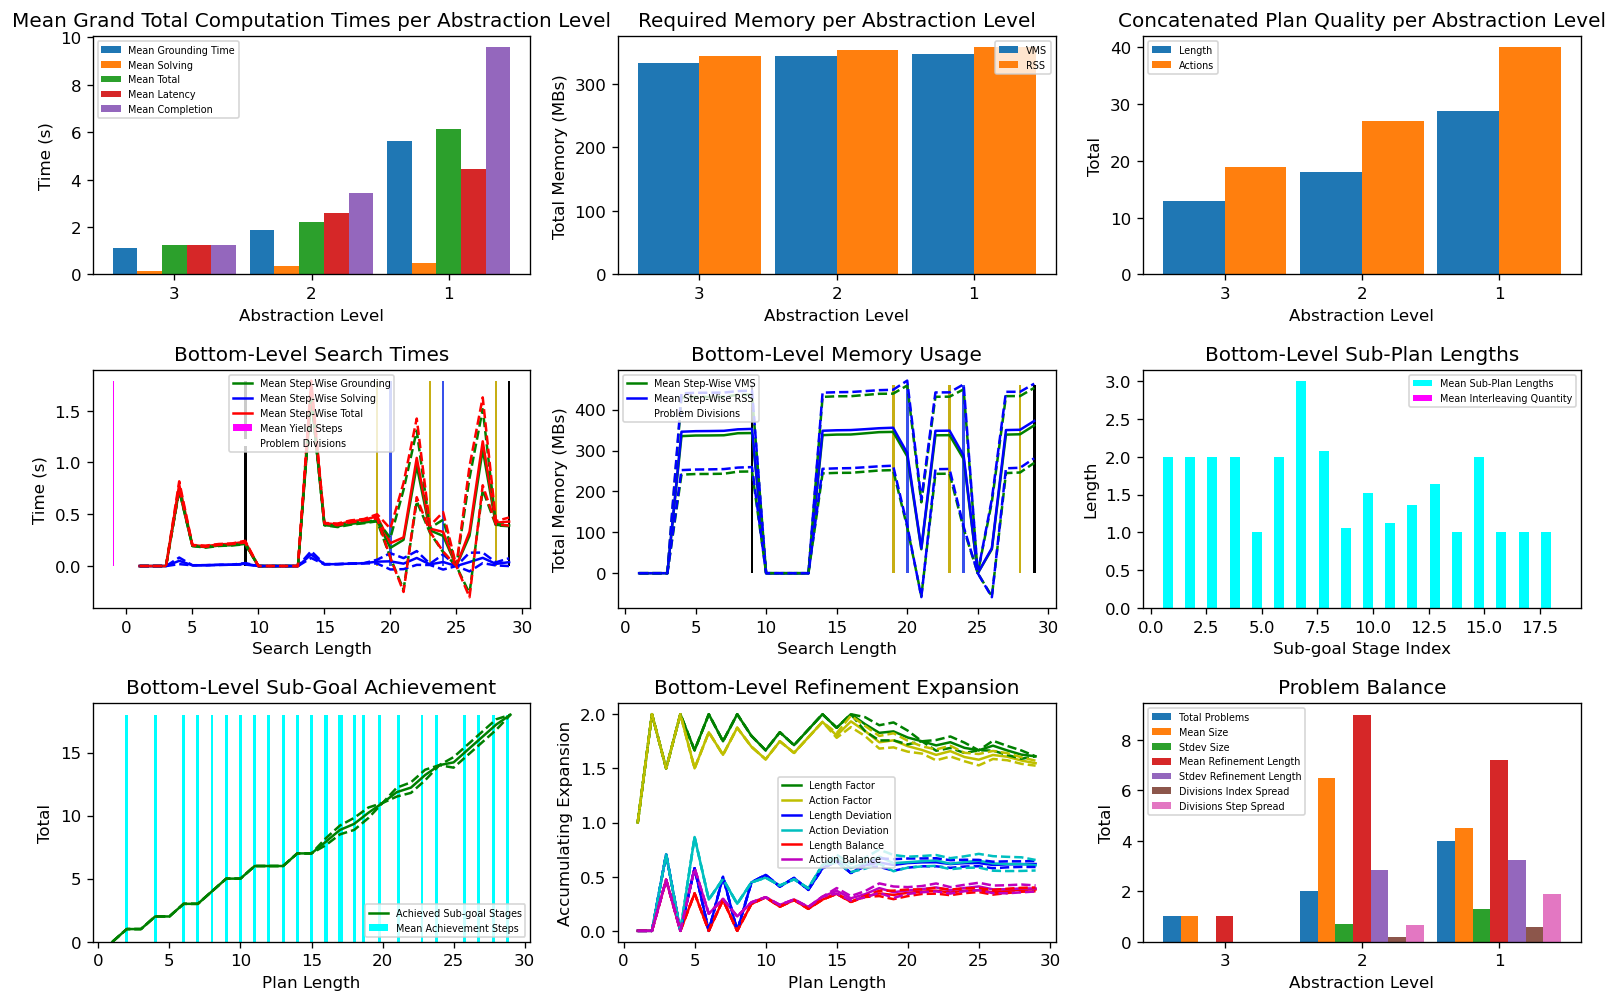 Mean Grand Total Computation Times per Abstraction Level
Time (s)
10
8
6
4
2
0
Mean Grounding Time
Mean Solving
Mean Total
Mean Latency
Mean Completion
3 2 1
Abstraction Level
Required Memory per Abstraction Level
Total Memory (MBs)
300
200
100
0
VMS
RSS
3 2 1
Abstraction Level
Concatenated Plan Quality per Abstraction Level
Total
40
30
20
10
0
Length
Actions
3 2 1
Abstraction Level
Bottom-Level Search Times
Time (s)
1.5
1.0
0.5
0.0
Mean Step-Wise Grounding
Mean Step-Wise Solving
Mean Step-Wise Total
Mean Yield Steps
Problem Divisions
0 5 10 15 20 25 30
Search Length
Bottom-Level Memory Usage
Total Memory (MBs)
400
300
200
100
0
Mean Step-Wise VMS
Mean Step-Wise RSS
Problem Divisions
0 5 10 15 20 25 30
Search Length
Bottom-Level Sub-Plan Lengths
Length
3.0
2.5
2.0
1.5
1.0
0.5
0.0
Mean Sub-Plan Lengths
Mean Interleaving Quantity
0.0 2.5 5.0 7.5 10.0 12.5 15.0 17.5
Sub-goal Stage Index
Bottom-Level Sub-Goal Achievement
Total
15
10
5
0
Achieved Sub-goal Stages
Mean Achievement Steps
0 5 10 15 20 25 30
Plan Length
Bottom-Level Refinement Expansion
Accumulating Expansion
2.0
1.5
1.0
0.5
0.0
Length Factor
Action Factor
Length Deviation
Action Deviation
Length Balance
Action Balance
0 5 10 15 20 25 30
Plan Length
Problem Balance
Total
8
6
4
2
0
Total Problems
Mean Size
Stdev Size
Mean Refinement Length
Stdev Refinement Length
Divisions Index Spread
Divisions Step Spread
3 2 1
Abstraction Level